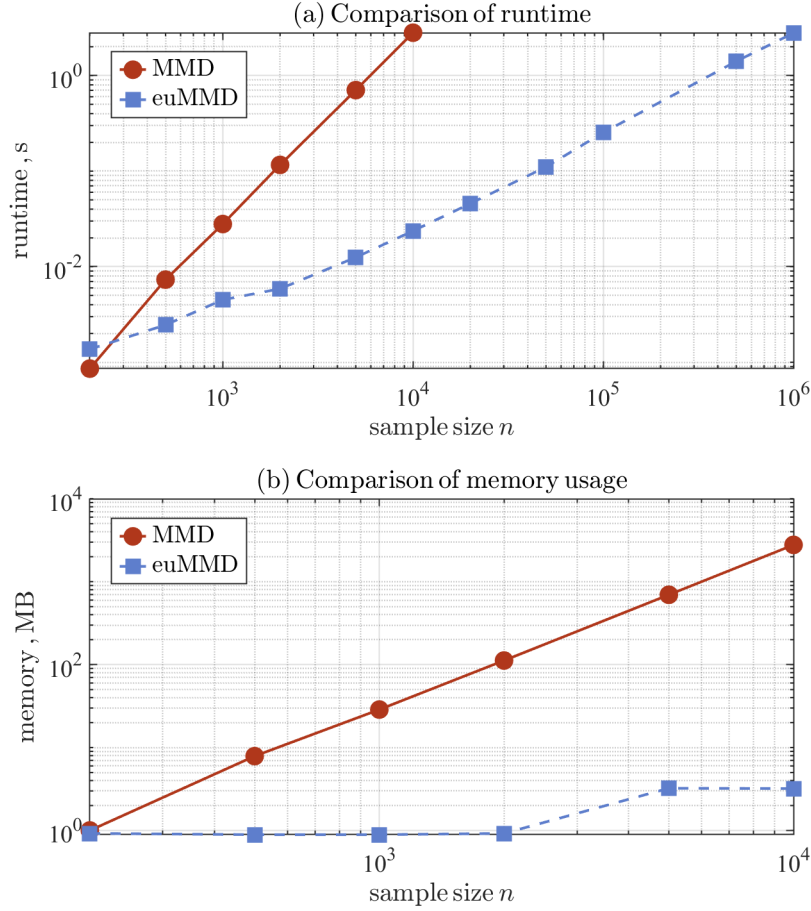 (a) Comparison of runtime
MMD
euMMD
10^0
10^-2
runtime , s
10^3
10^4
10^5
10^6
sample size n
(b) Comparison of memory usage
10^4
MMD
euMMD
10^2
10^0
memory , MB
10^3
10^4
sample size n